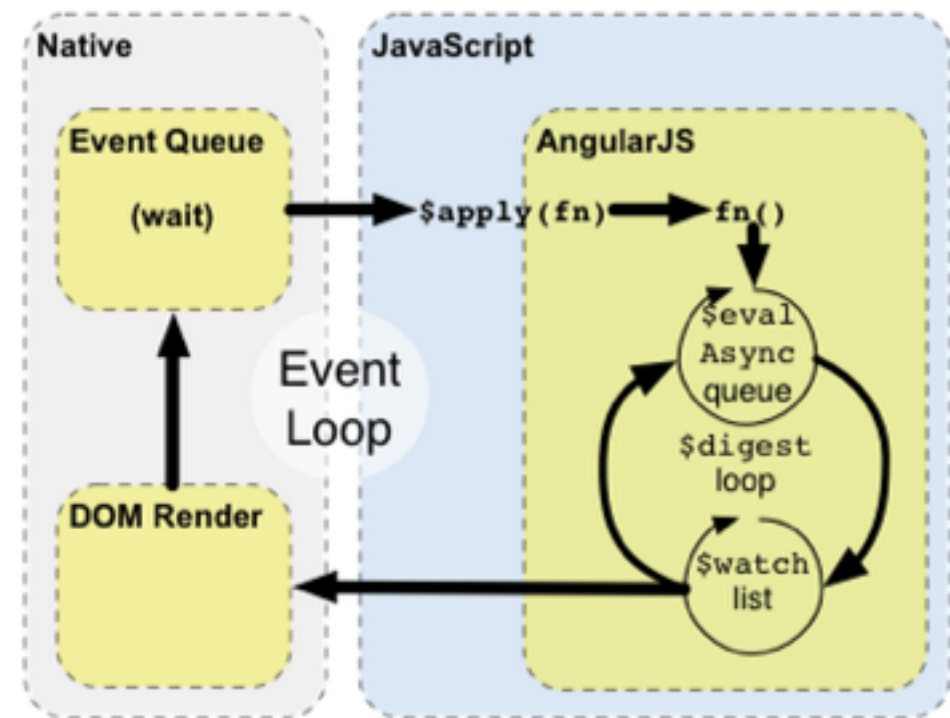 Native
JavaScript
Event Queue
(wait)
AngularJS
$apply(fn)
fn()
$eval
Async
queue
Event
Loop
$digest
loop
DOM Render
$watch
list